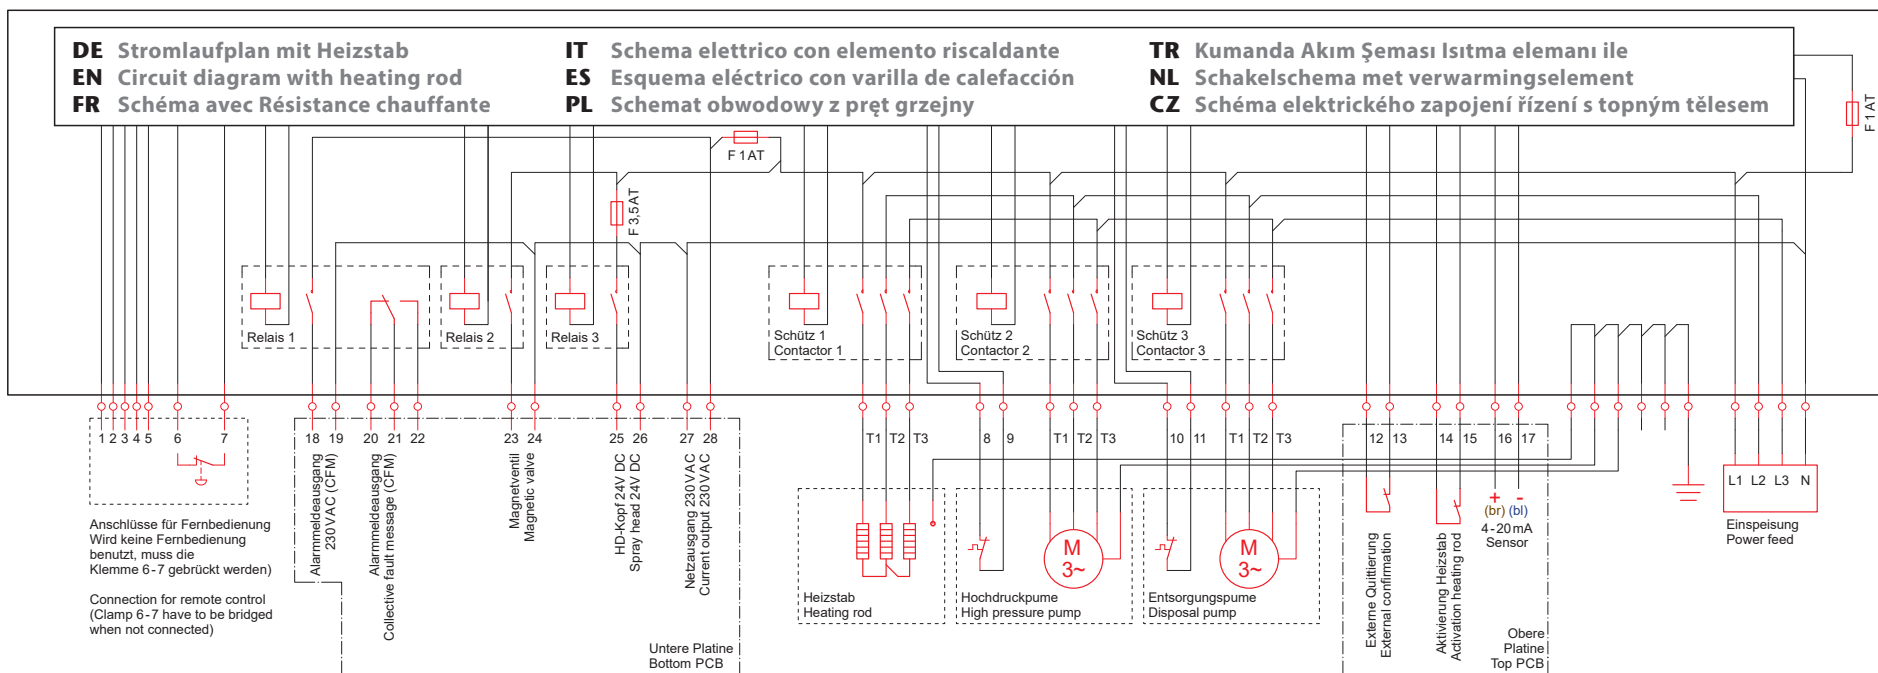 DE Stromlaufplan mit Heizstab
EN Circuit diagram with heating rod
FR Schéma avec Résistance chauffante
IT Schema elettrico con elemento riscaldante
ES Esquema eléctrico con varilla de calefacción
PL Schemat obwodowy z pręt grzejny
TR Kumanda Akım Şeması Isıtma elemanı ile
NL Schakelschema met verwarmingselement
CZ Schéma elektrického zapojení řízení s topným tělesem
F 1 AT
F 1 AT
F 3,5 AT
Relais 1
Relais 2
Relais 3
Schütz 1
Contactor 1
Schütz 2
Contactor 2
Schütz 3
Contactor 3
1 2 3 4 5 6 7
18 19 20 21 22 23 24 25 26 27 28
T1 T2 T3 8 9 T1 T2 T3 10 11 T1 T2 T3
12 13 14 15 16 17
L1 L2 L3 N
Einspeisung
Power feed
Anschlüsse für Fernbedienung
Wird keine Fernbedienung
benutzt, muss die
Klemme 6-7 gebrückt werden)
Connection for remote control
(Clamp 6-7 have to be bridged
when not connected)
Alarmmeldeausgang
230VAC (CFM)
Alarmmeldeausgang
Collective fault message (CFM)
Magnetventil
Magnetic valve
HD-Kopf 24V DC
Spray head 24V DC
Netzausgang 230VAC
Current output 230VAC
Untere Platine
Bottom PCB
Heizstab
Heating rod
M
3~
Hochdruckpume
High pressure pump
M
3~
Entsorgungspume
Disposal pump
Externe Quittierung
External confirmation
Aktivierung Heizstab
Activation heating rod
+ -
(br) (bl)
4-20mA
Sensor
Obere
Platine
Top PCB